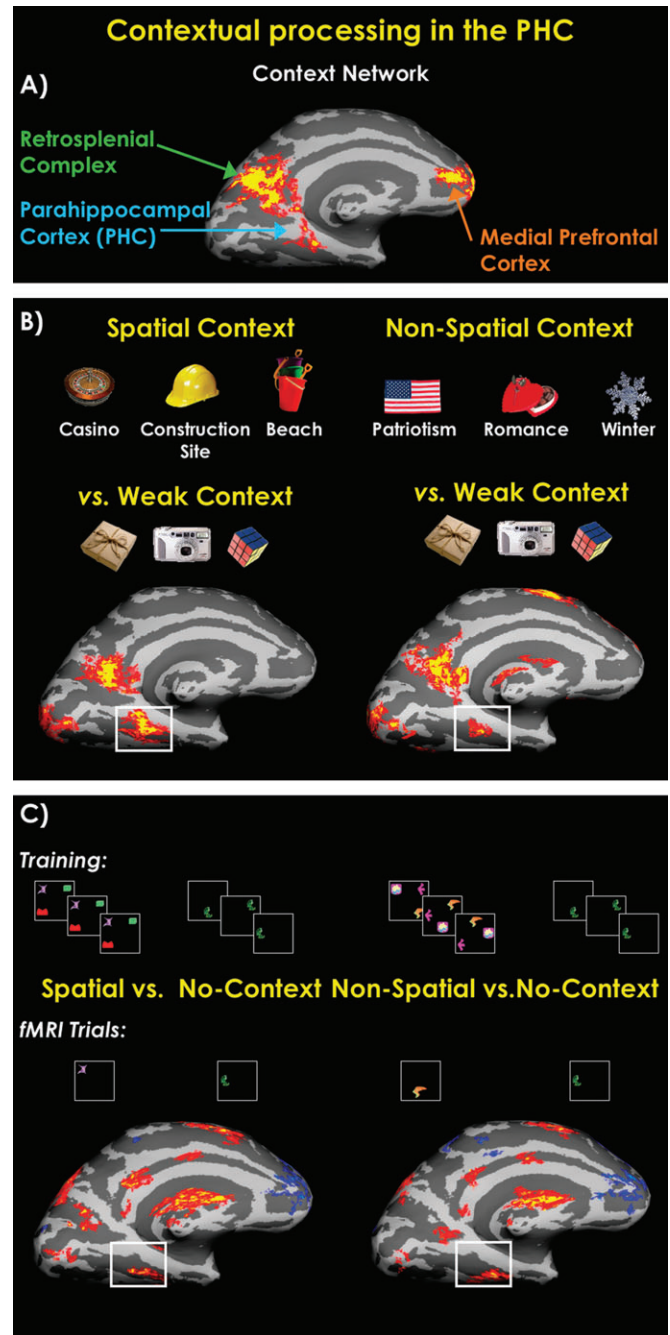 Contextual processing in the PHC
Context Network
A)
Retrosplenial
Complex
Parahippocampal
Cortex (PHC)
Medial Prefrontal
Cortex
B)
Spatial Context
Non-Spatial Context
Casino
Construction
Site
Beach
Patriotism
Romance
Winter
vs. Weak Context
vs. Weak Context
C)
Training:
Spatial vs. No-Context Non-Spatial vs.No-Context
fMRI Trials: